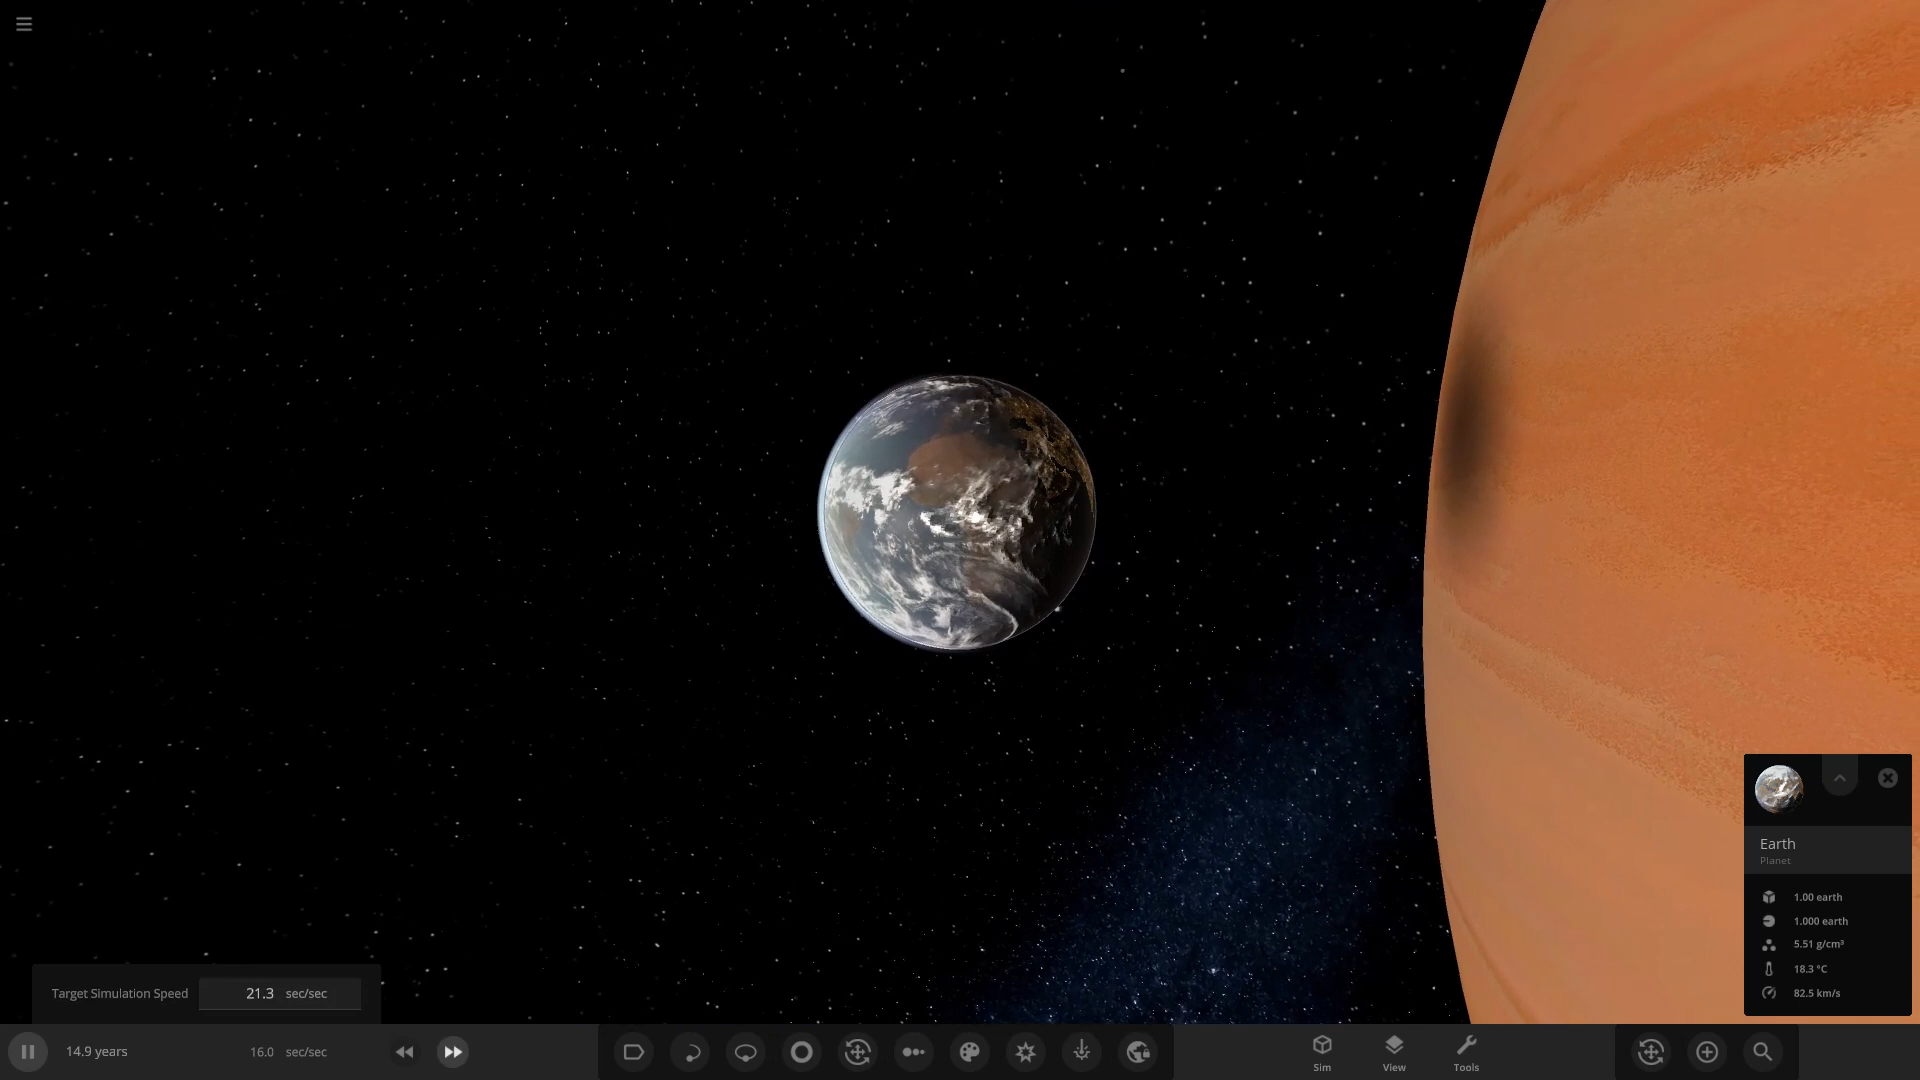 Earth
Planet
1.00 earth
1.000 earth
5.51 g/cm³
18.3 °C
82.5 km/s
Target Simulation Speed 21.3 sec/sec
14.9 years 16.0 sec/sec
Sim View Tools